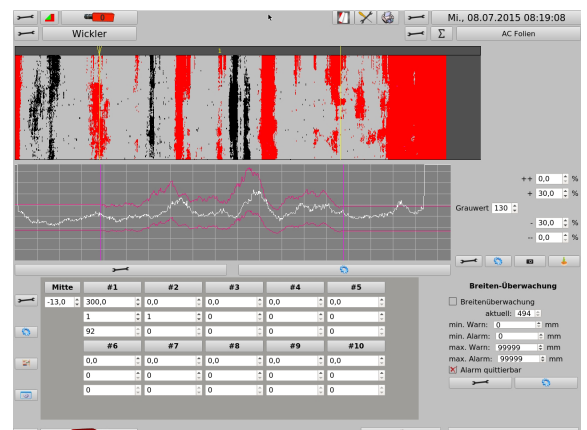 0
Mi., 08.07.2015 08:19:08
Wickler
Σ
AC Folien
1
++ 0,0 %
+ 30,0 %
Grauwert 130
- 30,0 %
-- 0,0 %
Mitte #1 #2 #3 #4 #5
-13,0 300,0 0,0 0,0 0,0 0,0
1 1 0 0 0
92 0 0 0 0
#6 #7 #8 #9 #10
0,0 0,0 0,0 0,0 0,0
0 0 0 0 0
0 0 0 0 0
Breiten-Überwachung
Breitenüberwachung
aktuell: 494
min. Warn: 0 mm
min. Alarm: 0 mm
max. Warn: 99999 mm
max. Alarm: 99999 mm
Alarm quittierbar